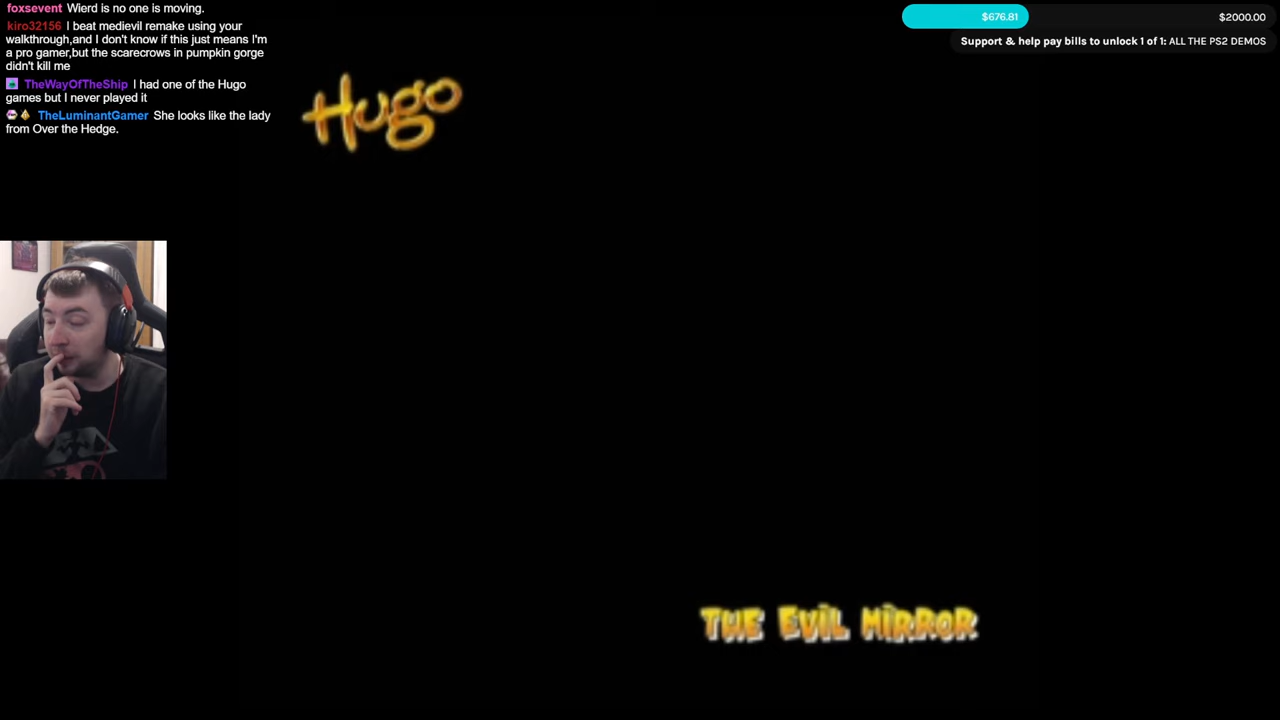 foxsevent Wierd is no one is moving.
kiro32156 I beat medievil remake using your
walkthrough,and I don't know if this just means I'm
a pro gamer,but the scarecrows in pumpkin gorge
didn't kill me
TheWayOfTheShip I had one of the Hugo
games but I never played it
TheLuminantGamer She looks like the lady
from Over the Hedge.
$676.81
$2000.00
Support & help pay bills to unlock 1 of 1: ALL THE PS2 DEMOS
Hugo
THE EVIL MIRROR